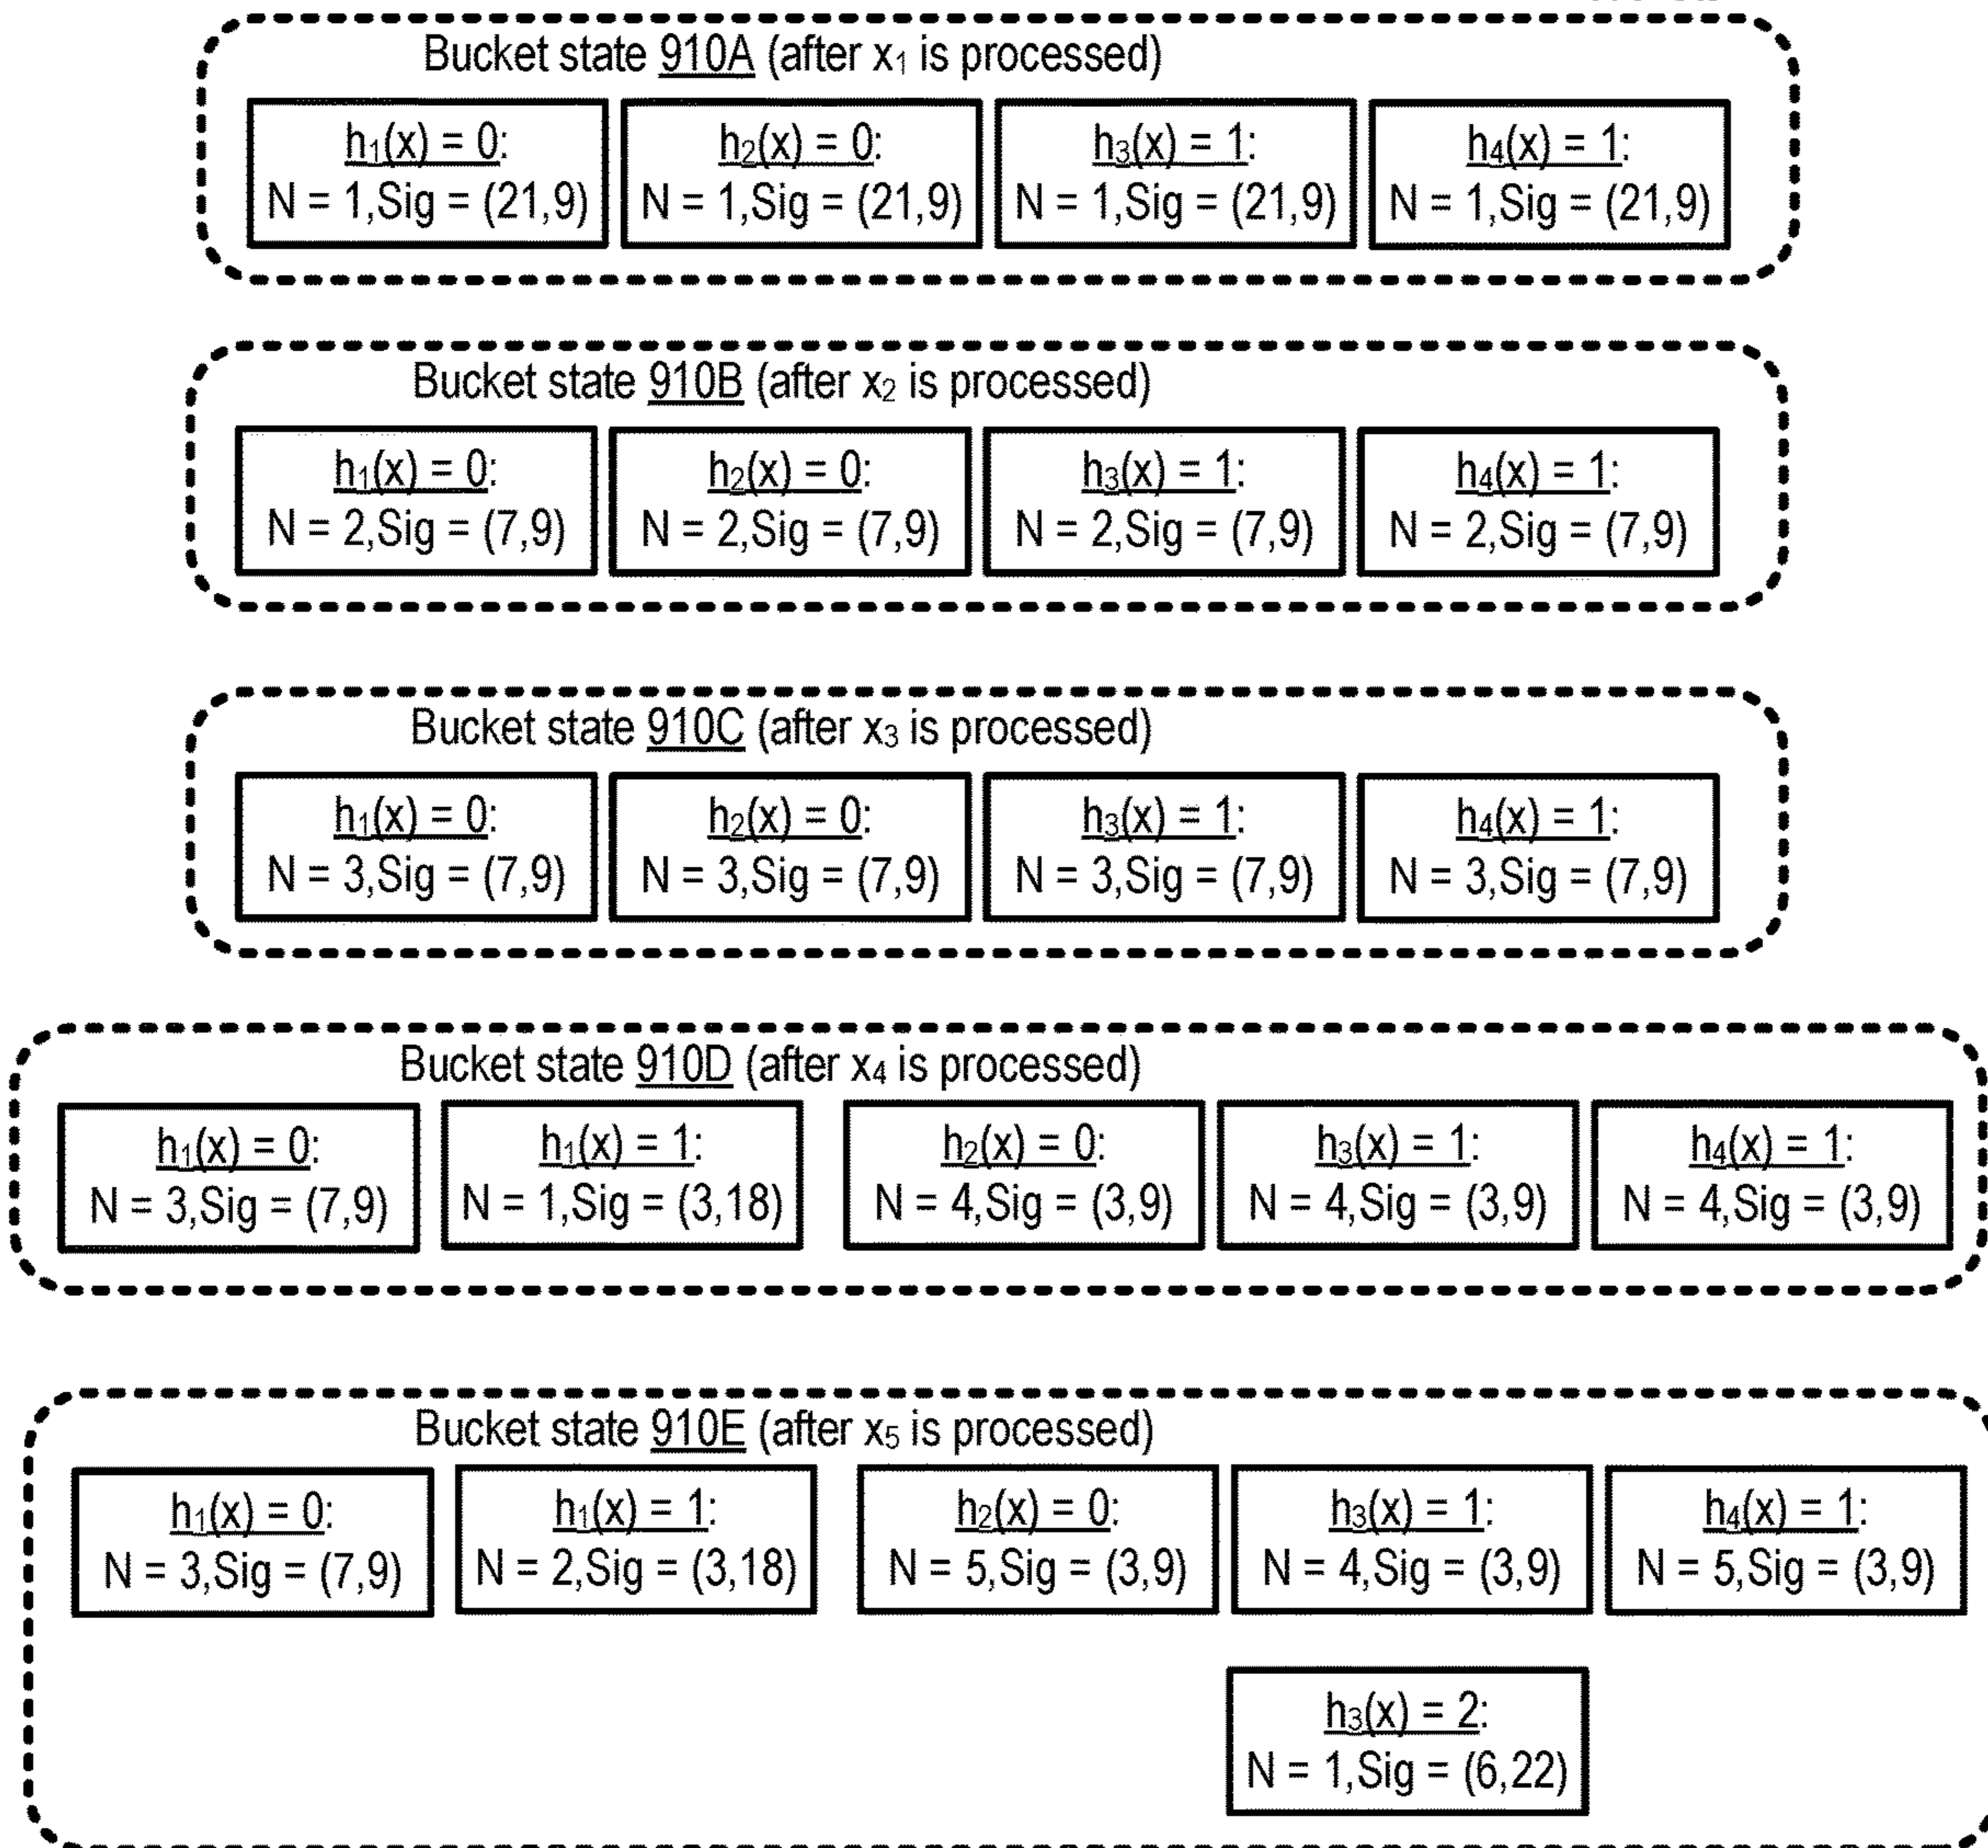 Bucket state 910A (after x₁ is processed)
h₁(x) = 0:
N = 1,Sig = (21,9)
h₂(x) = 0:
N = 1,Sig = (21,9)
h₃(x) = 1:
N = 1,Sig = (21,9)
h₄(x) = 1:
N = 1,Sig = (21,9)
Bucket state 910B (after x₂ is processed)
h₁(x) = 0:
N = 2,Sig = (7,9)
h₂(x) = 0:
N = 2,Sig = (7,9)
h₃(x) = 1:
N = 2,Sig = (7,9)
h₄(x) = 1:
N = 2,Sig = (7,9)
Bucket state 910C (after x₃ is processed)
h₁(x) = 0:
N = 3,Sig = (7,9)
h₂(x) = 0:
N = 3,Sig = (7,9)
h₃(x) = 1:
N = 3,Sig = (7,9)
h₄(x) = 1:
N = 3,Sig = (7,9)
Bucket state 910D (after x₄ is processed)
h₁(x) = 0:
N = 3,Sig = (7,9)
h₁(x) = 1:
N = 1,Sig = (3,18)
h₂(x) = 0:
N = 4,Sig = (3,9)
h₃(x) = 1:
N = 4,Sig = (3,9)
h₄(x) = 1:
N = 4,Sig = (3,9)
Bucket state 910E (after x₅ is processed)
h₁(x) = 0:
N = 3,Sig = (7,9)
h₁(x) = 1:
N = 2,Sig = (3,18)
h₂(x) = 0:
N = 5,Sig = (3,9)
h₃(x) = 1:
N = 4,Sig = (3,9)
h₄(x) = 1:
N = 5,Sig = (3,9)
h₃(x) = 2:
N = 1,Sig = (6,22)